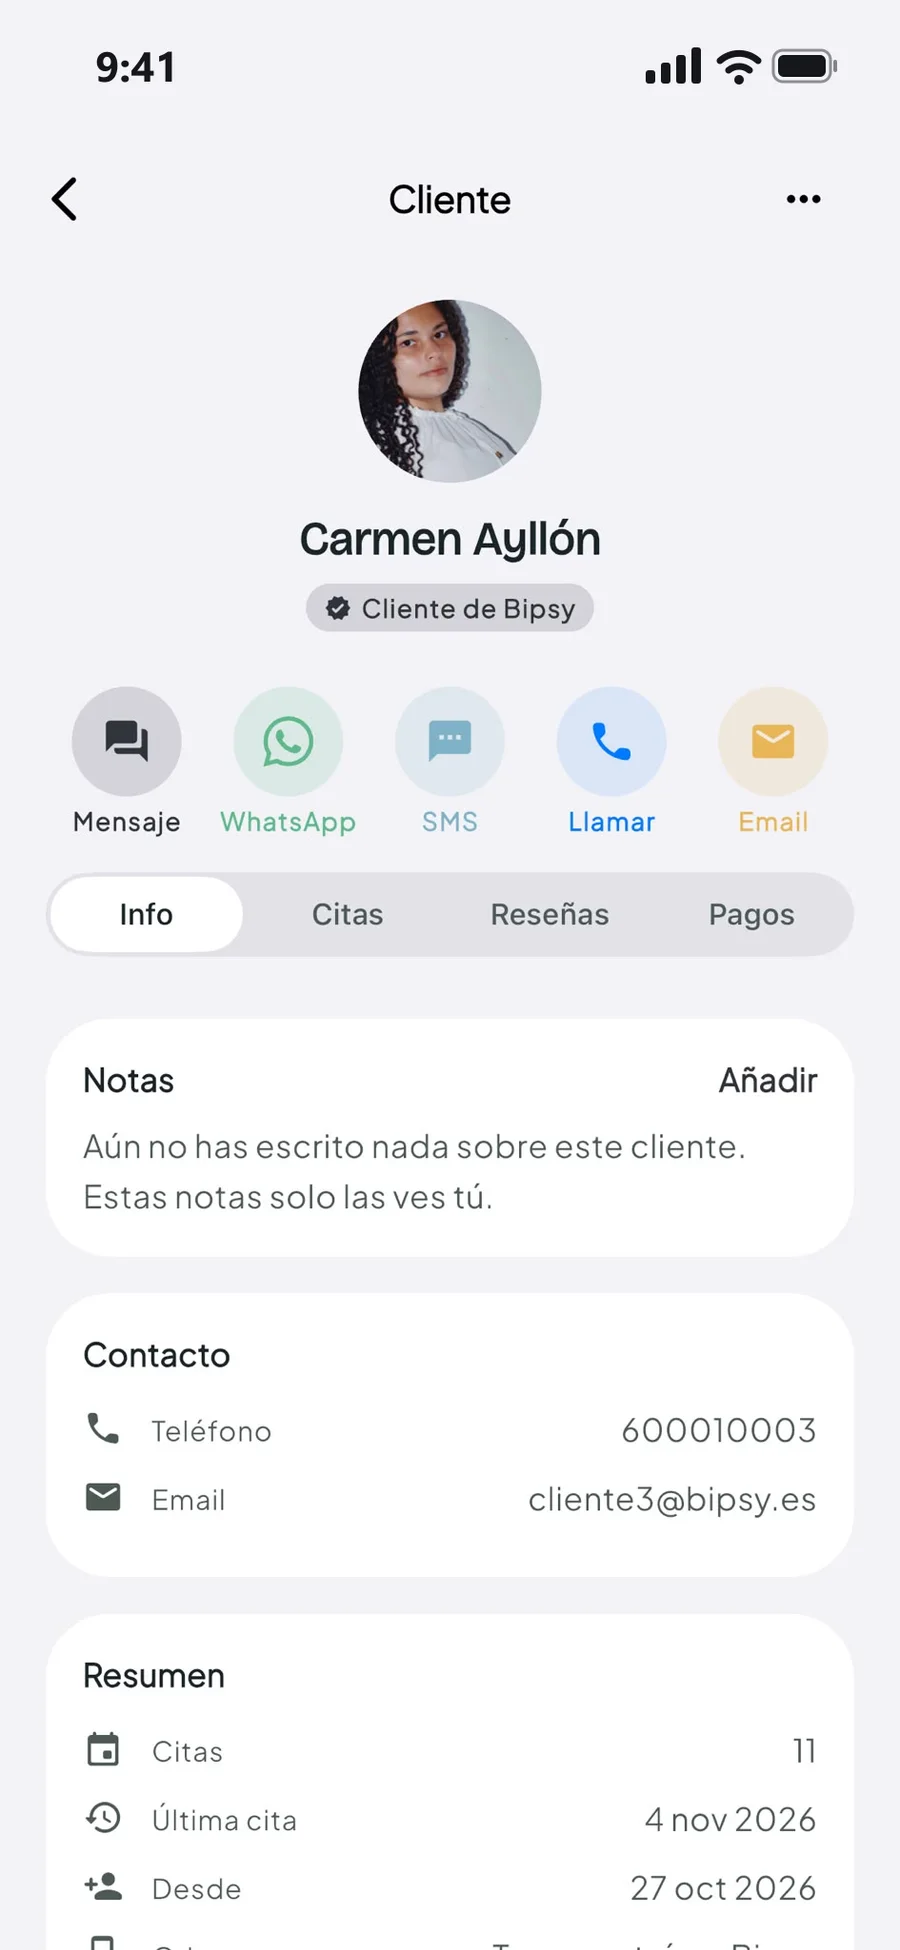 9:41
Cliente
Carmen Ayllón
Cliente de Bipsy
Mensaje WhatsApp SMS Llamar Email
Info Citas Reseñas Pagos
Notas Añadir
Aún no has escrito nada sobre este cliente.
Estas notas solo las ves tú.
Contacto
Teléfono 600010003
Email cliente3@bipsy.es
Resumen
Citas 11
Última cita 4 nov 2026
Desde 27 oct 2026